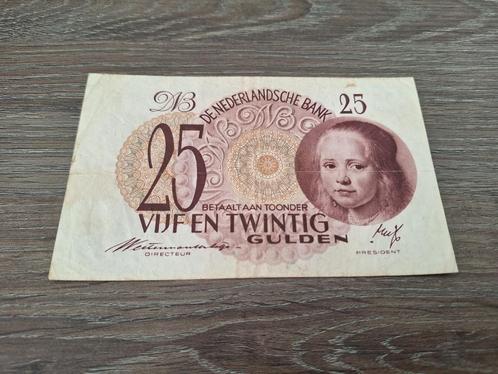 DNB
DE NEDERLANDSCHE BANK
25
25
BETAALT AAN TOONDER
VIJF EN TWINTIG
GULDEN
DIRECTEUR
PRESIDENT